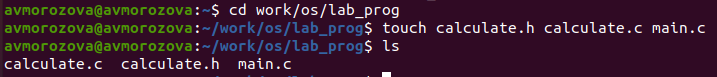 avmorozova@avmorozova:~$ cd work/os/lab_prog
avmorozova@avmorozova:~/work/os/lab_prog$ touch calculate.h calculate.c main.c
avmorozova@avmorozova:~/work/os/lab_prog$ ls
calculate.c  calculate.h  main.c